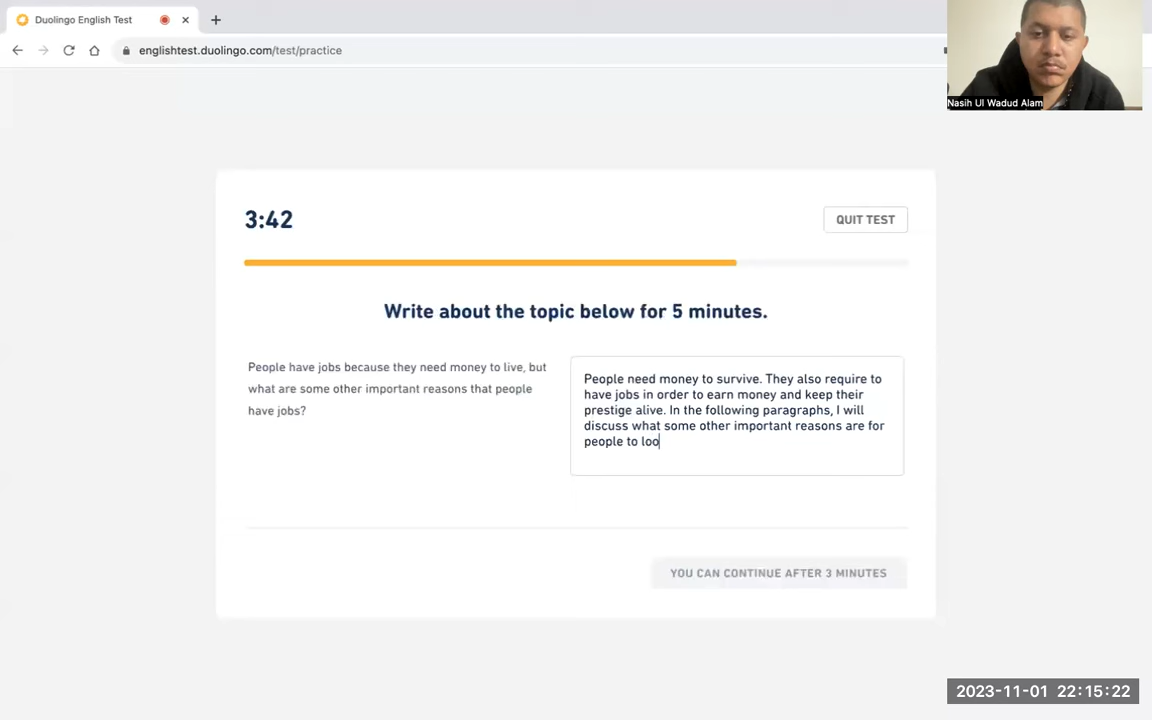 Duolingo English Test
englishtest.duolingo.com/test/practice
Nasih Ul Wadud Alam
3:42
QUIT TEST
Write about the topic below for 5 minutes.
People have jobs because they need money to live, but
what are some other important reasons that people
have jobs?
People need money to survive. They also require to
have jobs in order to earn money and keep their
prestige alive. In the following paragraphs, I will
discuss what some other important reasons are for
people to loo
YOU CAN CONTINUE AFTER 3 MINUTES
2023-11-01 22:15:22